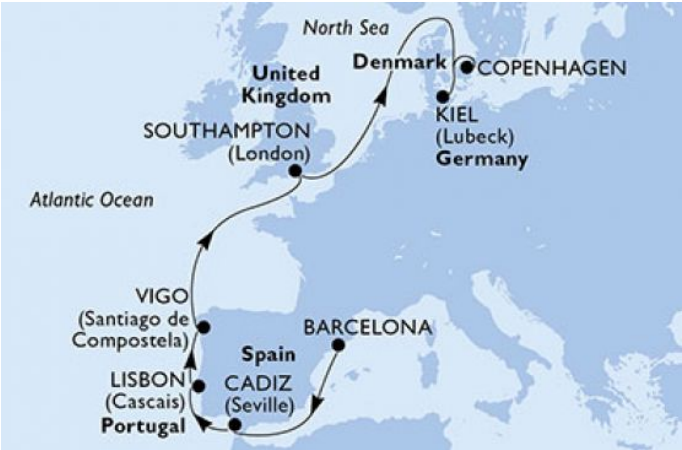 North Sea
Denmark
COPENHAGEN
United
Kingdom
KIEL
(Lubeck)
Germany
SOUTHAMPTON
(London)
Atlantic Ocean
VIGO
(Santiago de
Compostela)
BARCELONA
Spain
LISBON
(Cascais)
Portugal
CADIZ
(Seville)